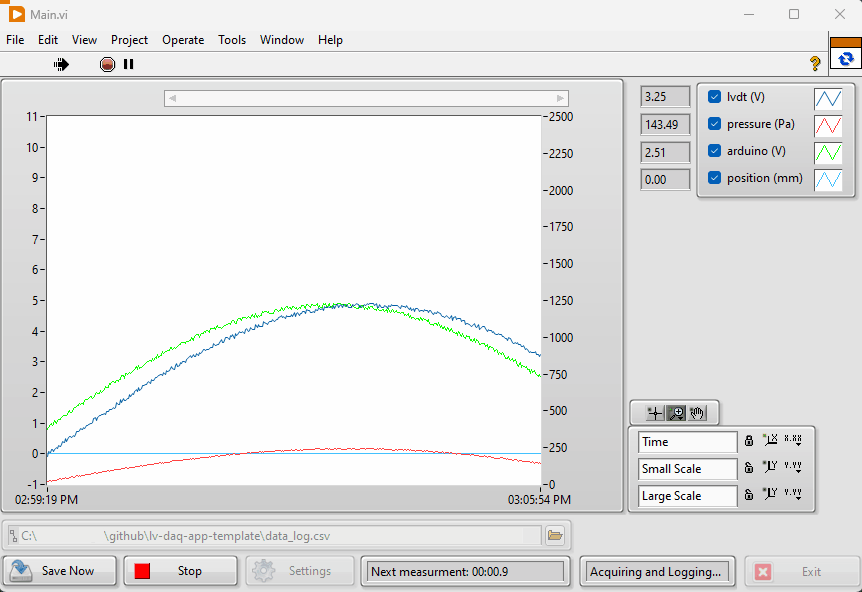 Main.vi
File Edit View Project Operate Tools Window Help
?
3.25 lvdt (V)
143.49 pressure (Pa)
2.51 arduino (V)
0.00 position (mm)
11 2500
10 2250
9 2000
8 1750
7 1500
6 1250
5 1000
4 750
3 500
2 250
1 0
0
-1
02:59:19 PM 03:05:54 PM
Time X X.XX
Small Scale Y Y.YY
Large Scale Y Y.YY
C:\ \github\lv-daq-app-template\data_log.csv
Save Now Stop Settings Next measurment: 00:00.9 Acquiring and Logging... Exit